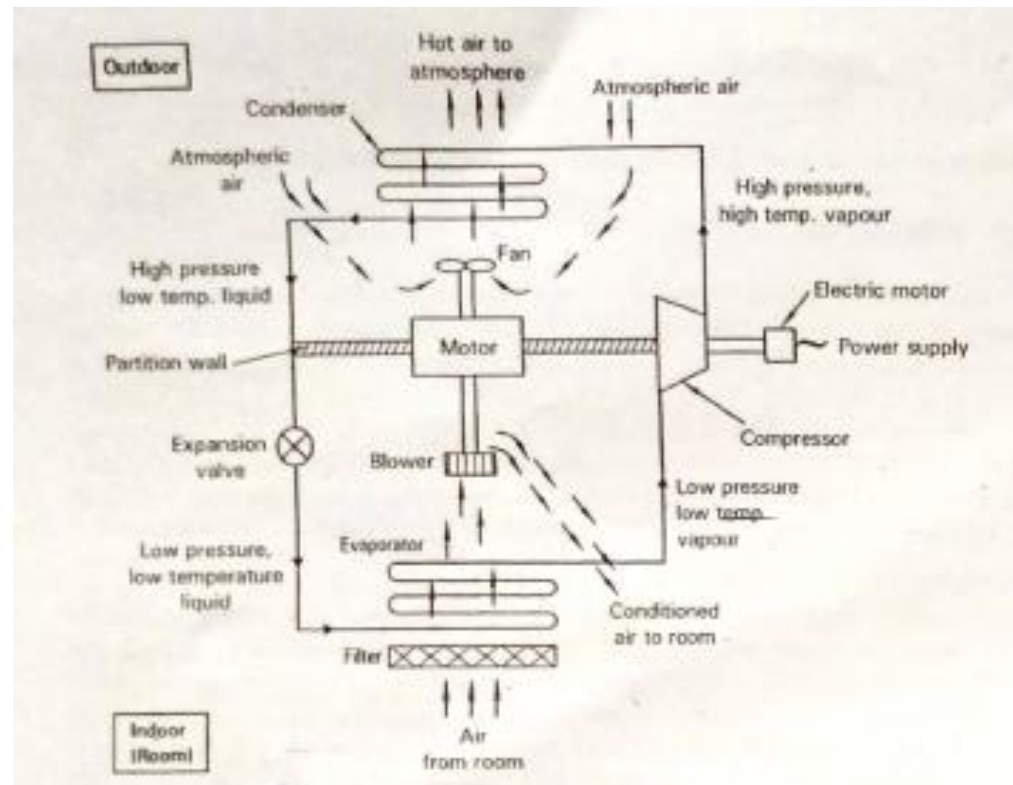 Outdoor
Hot air to
atmosphere
Atmospheric air
Condenser
Atmospheric
air
High pressure,
high temp. vapour
Fan
High pressure
low temp. liquid
Electric motor
Motor
Power supply
Partition wall
Compressor
Expansion
valve
Blower
Low pressure
low temp.
vapour
Evaporator
Low pressure,
low temperature
liquid
Conditioned
air to room
Filter
Indoor
(Room)
Air
from room